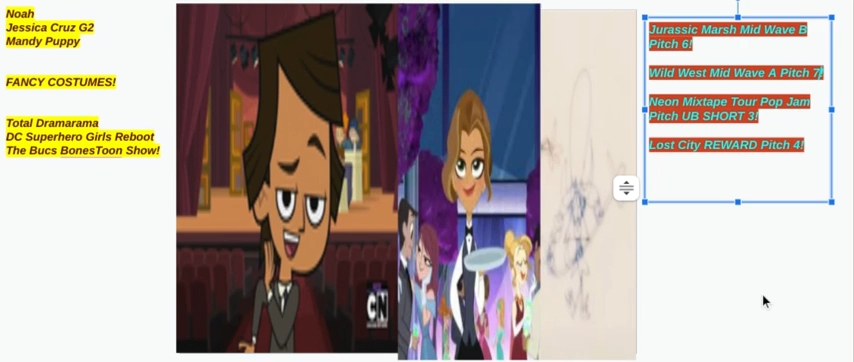 Noah
Jessica Cruz G2
Mandy Puppy
FANCY COSTUMES!
Total Dramarama
DC Superhero Girls Reboot
The Bucs BonesToon Show!
CN
Jurassic Marsh Mid Wave B
Pitch 6!
Wild West Mid Wave A Pitch 7!
Neon Mixtape Tour Pop Jam
Pitch UB SHORT 3!
Lost City REWARD Pitch 4!